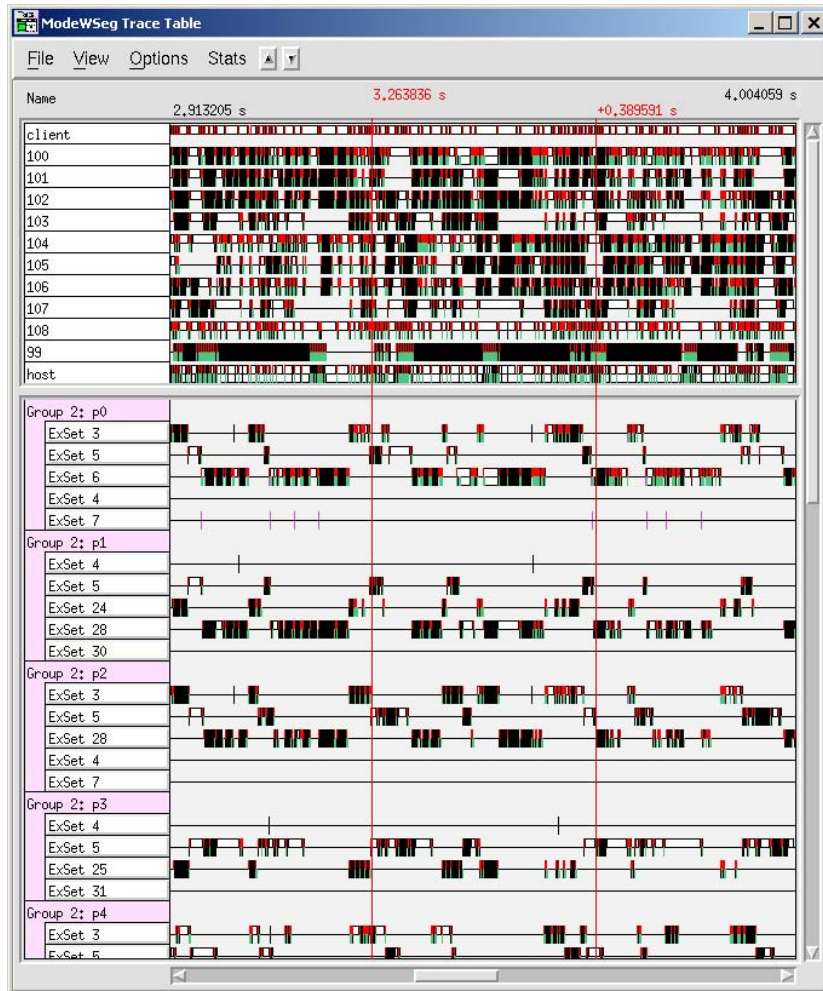 ModeWSeg Trace Table
File View Options Stats
Name 3.263836 s 4.004059 s
2.913205 s +0.389591 s
client
100
101
102
103
104
105
106
107
108
99
host
Group 2: p0
ExSet 3
ExSet 5
ExSet 6
ExSet 4
ExSet 7
Group 2: p1
ExSet 4
ExSet 5
ExSet 24
ExSet 28
ExSet 30
Group 2: p2
ExSet 3
ExSet 5
ExSet 28
ExSet 4
ExSet 7
Group 2: p3
ExSet 4
ExSet 5
ExSet 25
ExSet 31
Group 2: p4
ExSet 3
ExSet 5